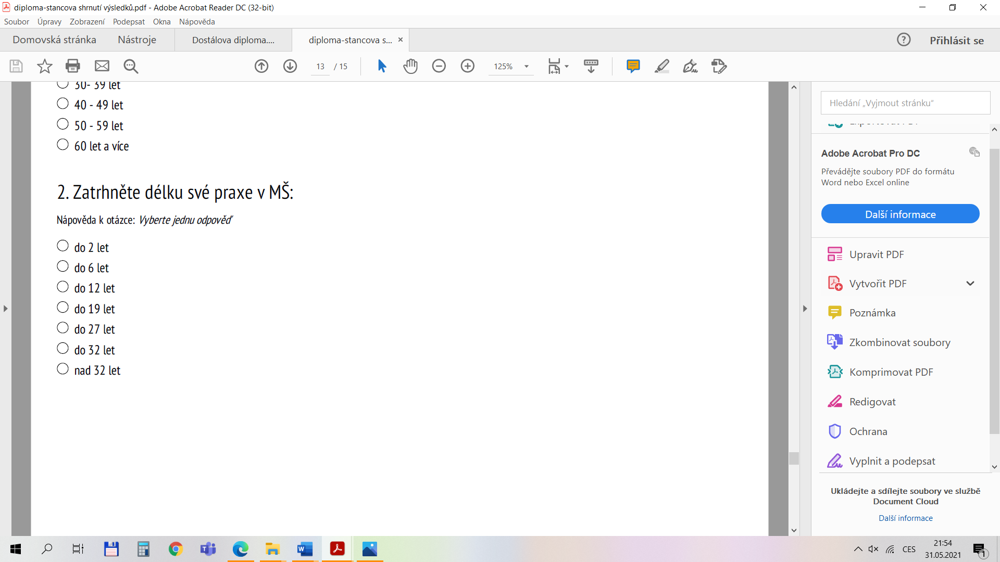 diploma-stancova shrnutí výsledků.pdf - Adobe Acrobat Reader DC (32-bit)
Soubor Úpravy Zobrazení Podepsat Okna Nápověda
Domovská stránka Nástroje Dostálova diploma.... diploma-stancova s... × ? Přihlásit se
13 / 15 125%
30- 39 let
40 - 49 let
50 - 59 let
60 let a více
2. Zatrhněte délku své praxe v MŠ:
Nápověda k otázce: Vyberte jednu odpověď
do 2 let
do 6 let
do 12 let
do 19 let
do 27 let
do 32 let
nad 32 let
Hledání „Vyjmout stránku“
Exportovat PDF
Adobe Acrobat Pro DC
Převádějte soubory PDF do formátu
Word nebo Excel online
Další informace
Upravit PDF
Vytvořit PDF
Poznámka
Zkombinovat soubory
Komprimovat PDF
Redigovat
Ochrana
Vyplnit a podepsat
Ukládejte a sdílejte soubory ve službě
Document Cloud
Další informace
CES
21:54
31.05.2021
1